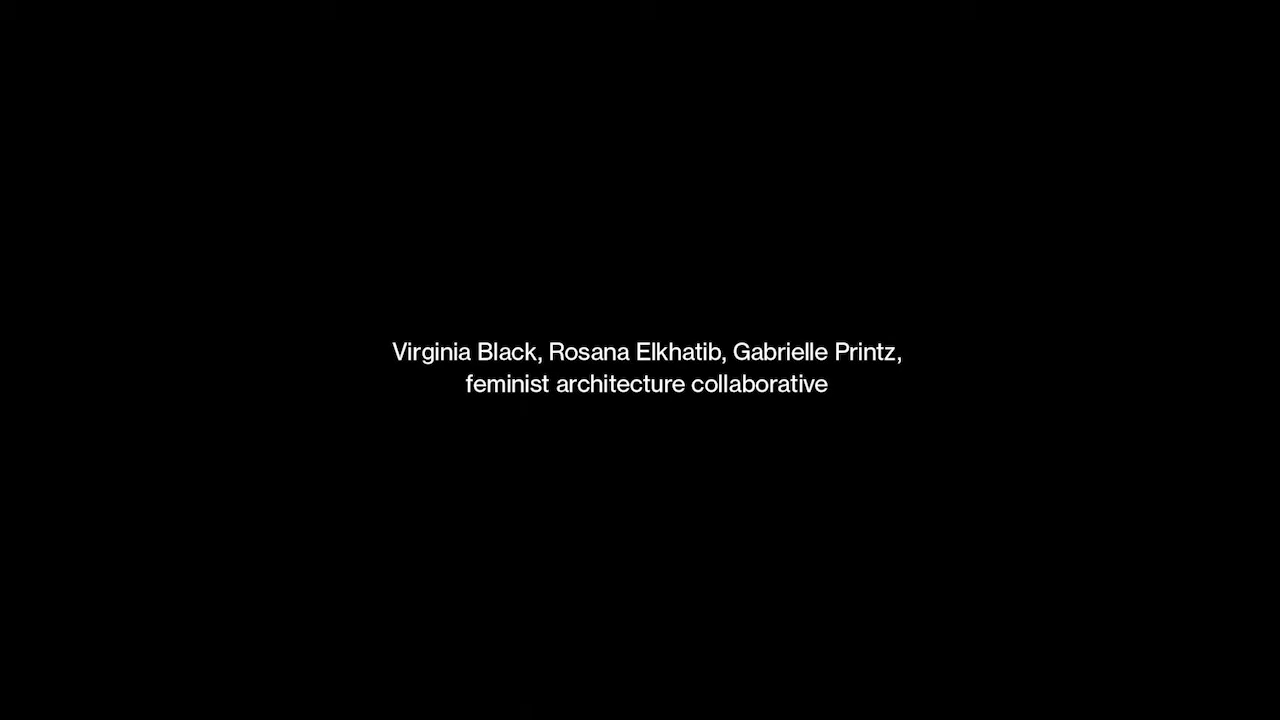 Virginia Black, Rosana Elkhatib, Gabrielle Printz,
feminist architecture collaborative